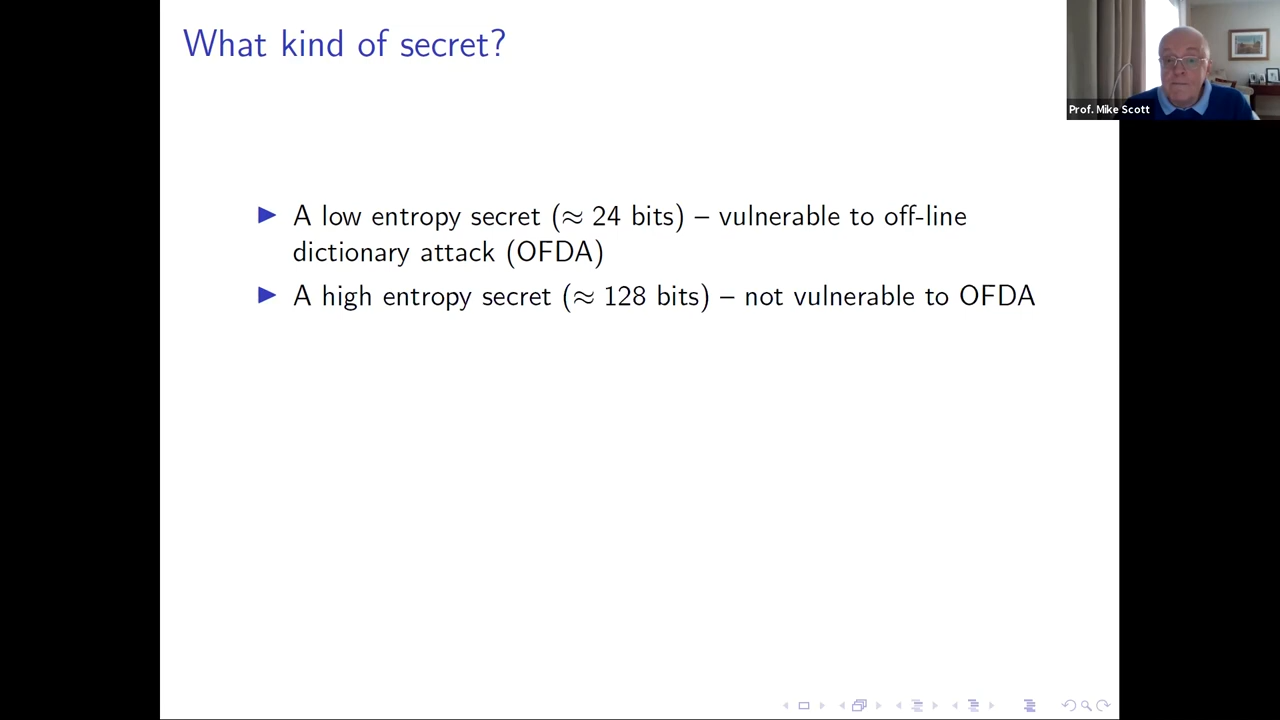 What kind of secret?
Prof. Mike Scott
A low entropy secret (≈ 24 bits) – vulnerable to off-line
dictionary attack (OFDA)
A high entropy secret (≈ 128 bits) – not vulnerable to OFDA